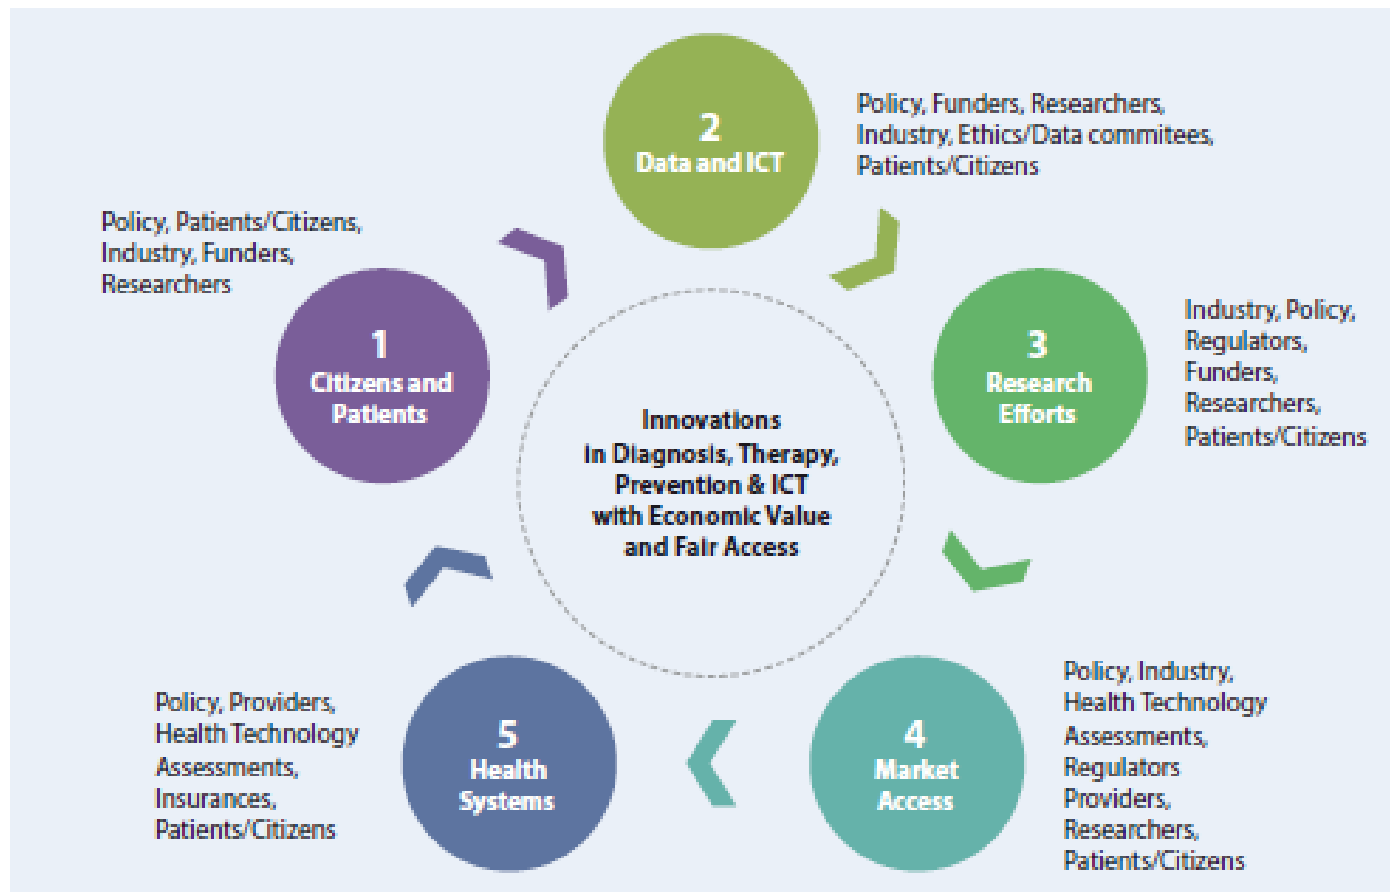 Policy, Patients/Citizens,
Industry, Funders,
Researchers
1
Citizens and
Patients
2
Data and ICT
Policy, Funders, Researchers,
Industry, Ethics/Data commitees,
Patients/Citizens
3
Research
Efforts
Industry, Policy,
Regulators,
Funders,
Researchers,
Patients/Citizens
Innovations
in Diagnosis, Therapy,
Prevention & ICT
with Economic Value
and Fair Access
4
Market
Access
Policy, Industry,
Health Technology
Assessments,
Regulators
Providers,
Researchers,
Patients/Citizens
5
Health
Systems
Policy, Providers,
Health Technology
Assessments,
Insurances,
Patients/Citizens